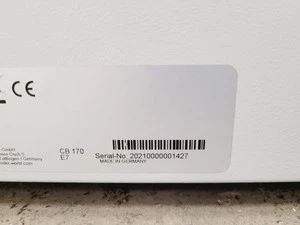 CE
GmbH
CB 170
E7
Serial-No. 20210000001427
MADE IN GERMANY